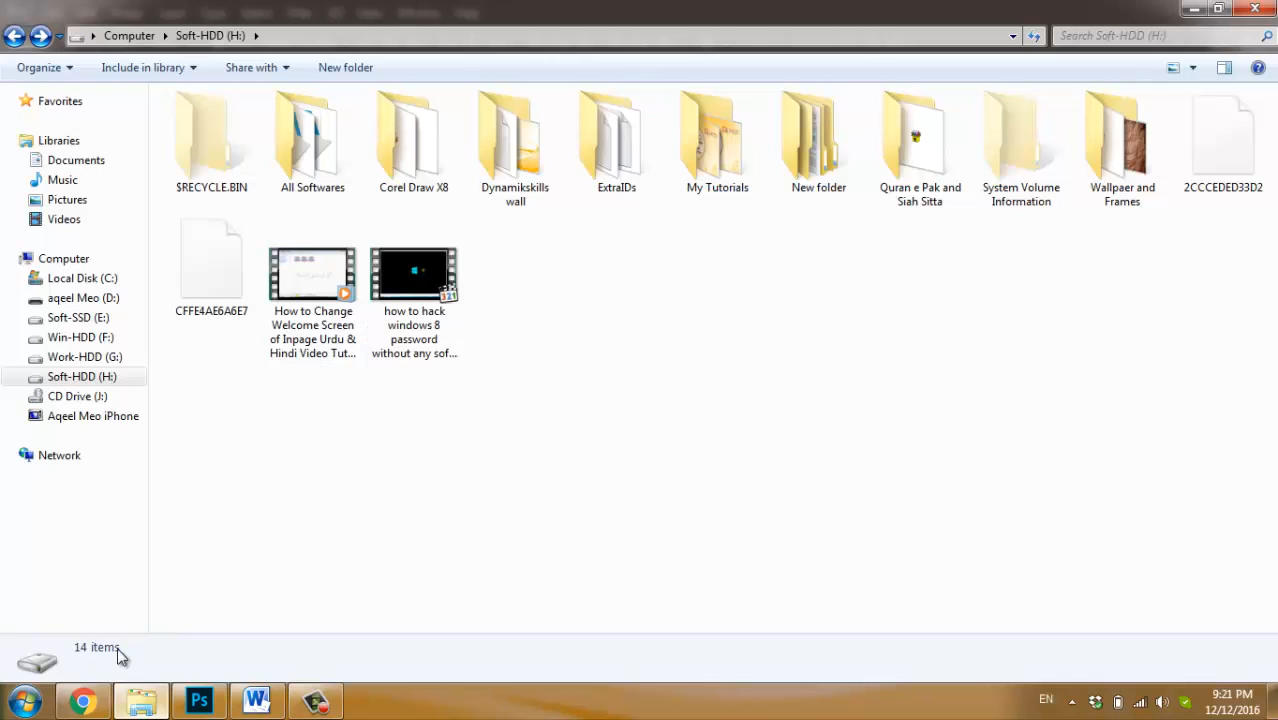 Computer Soft-HDD (H:) Search Soft-HDD (H:)
Organize Include in library Share with New folder
Favorites
Libraries
Documents
Music
Pictures
Videos
Computer
Local Disk (C:)
aqeel Meo (D:)
Soft-SSD (E:)
Win-HDD (F:)
Work-HDD (G:)
Soft-HDD (H:)
CD Drive (J:)
Aqeel Meo iPhone
Network
$RECYCLE.BIN
All Softwares
Corel Draw X8
Dynamikskills
wall
ExtraIDs
My Tutorials
New folder
Quran e Pak and
Siah Sitta
System Volume
Information
Wallpaer and
Frames
2CCCEDED33D2
CFFE4AE6A6E7
How to Change
Welcome Screen
of Inpage Urdu &
Hindi Video Tut...
321
how to hack
windows 8
password
without any sof...
14 items
Ps
W
EN
9:21 PM
12/12/2016